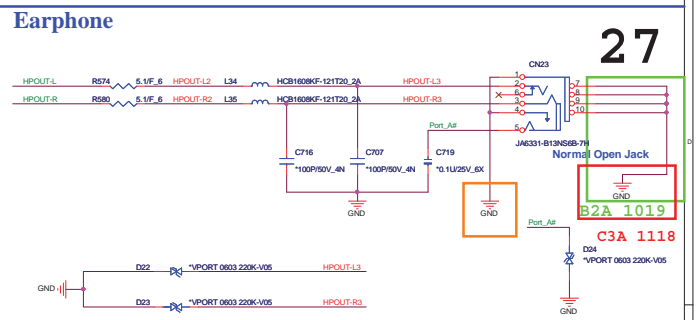 Earphone
27
CN23
HPOUT-L R574 5.1/F_6 HPOUT-L2 L34 HCB1608KF-121T20_2A HPOUT-L3
HPOUT-R R580 5.1/F_6 HPOUT-R2 L35 HCB1608KF-121T20_2A HPOUT-R3
1
2
6
3
4
5
7
8
9
10
Port_A#
JA6331-B13NS6B-7H
Normal Open Jack
C716
*100P/50V_4N
C707
*100P/50V_4N
C719
*0.1U/25V_6X
GND
GND
GND
B2A 1019
C3A 1118
Port_A#
D24
*VPORT 0603 220K-V05
GND
D22 *VPORT 0603 220K-V05 HPOUT-L3
GND
D23 *VPORT 0603 220K-V05 HPOUT-R3
D